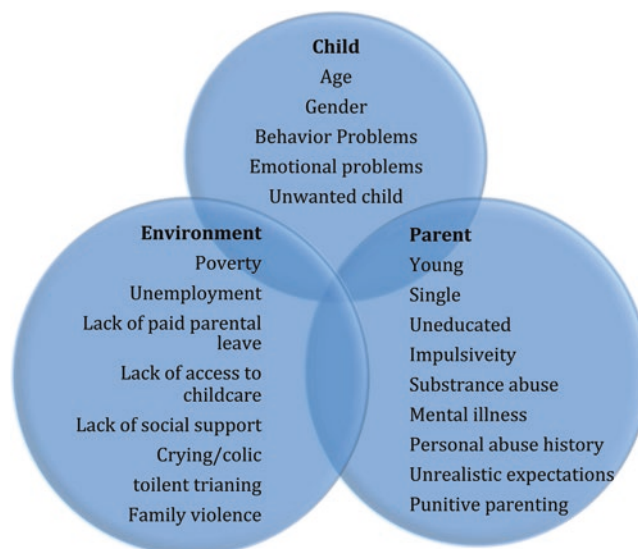 Child
Age
Gender
Behavior Problems
Emotional problems
Unwanted child
Environment
Poverty
Unemployment
Lack of paid parental
leave
Lack of access to
childcare
Lack of social support
Crying/colic
toilent trianing
Family violence
Parent
Young
Single
Uneducated
Impulsiveity
Substrance abuse
Mental illness
Personal abuse history
Unrealistic expectations
Punitive parenting